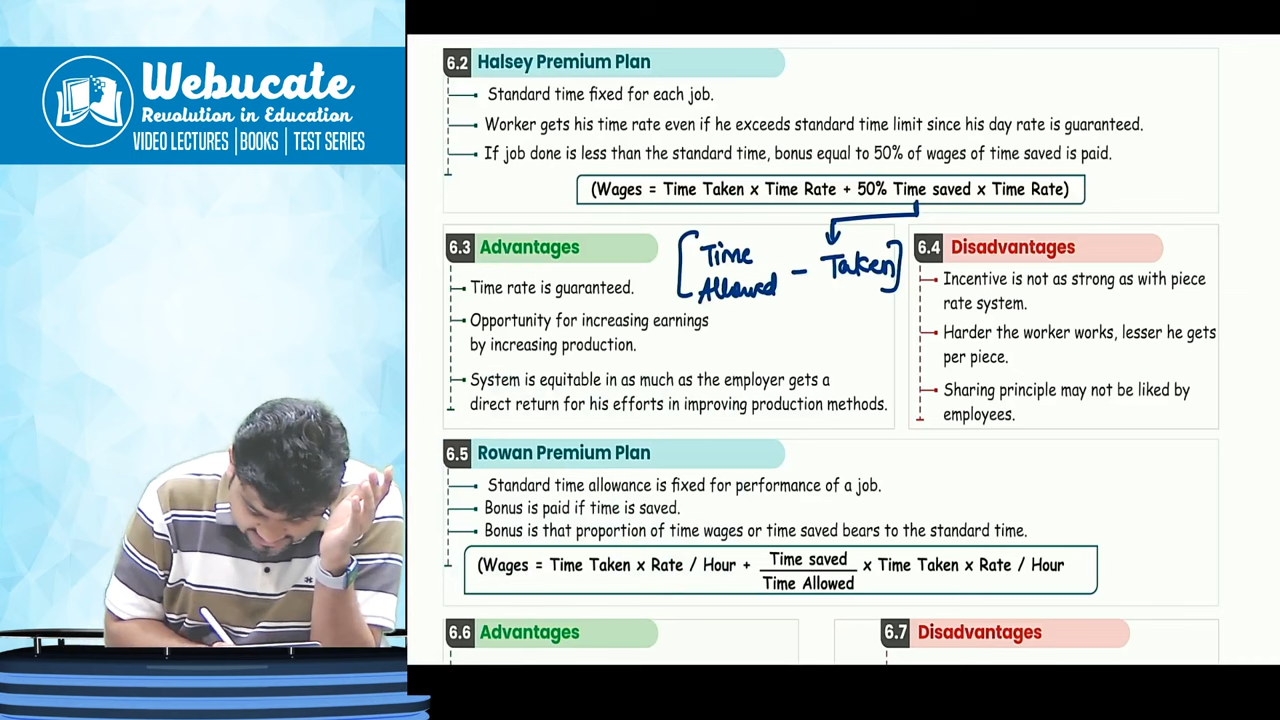 Webucate
Revolution in Education
VIDEO LECTURES | BOOKS | TEST SERIES
6.2 Halsey Premium Plan
Standard time fixed for each job.
Worker gets his time rate even if he exceeds standard time limit since his day rate is guaranteed.
If job done is less than the standard time, bonus equal to 50% of wages of time saved is paid.
(Wages = Time Taken x Time Rate + 50% Time saved x Time Rate)
[Time Allowed – Taken]
6.3 Advantages
Time rate is guaranteed.
Opportunity for increasing earnings
by increasing production.
System is equitable in as much as the employer gets a
direct return for his efforts in improving production methods.
6.4 Disadvantages
Incentive is not as strong as with piece
rate system.
Harder the worker works, lesser he gets
per piece.
Sharing principle may not be liked by
employees.
6.5 Rowan Premium Plan
Standard time allowance is fixed for performance of a job.
Bonus is paid if time is saved.
Bonus is that proportion of time wages or time saved bears to the standard time.
(Wages = Time Taken x Rate / Hour + Time saved / Time Allowed x Time Taken x Rate / Hour
6.6 Advantages
6.7 Disadvantages